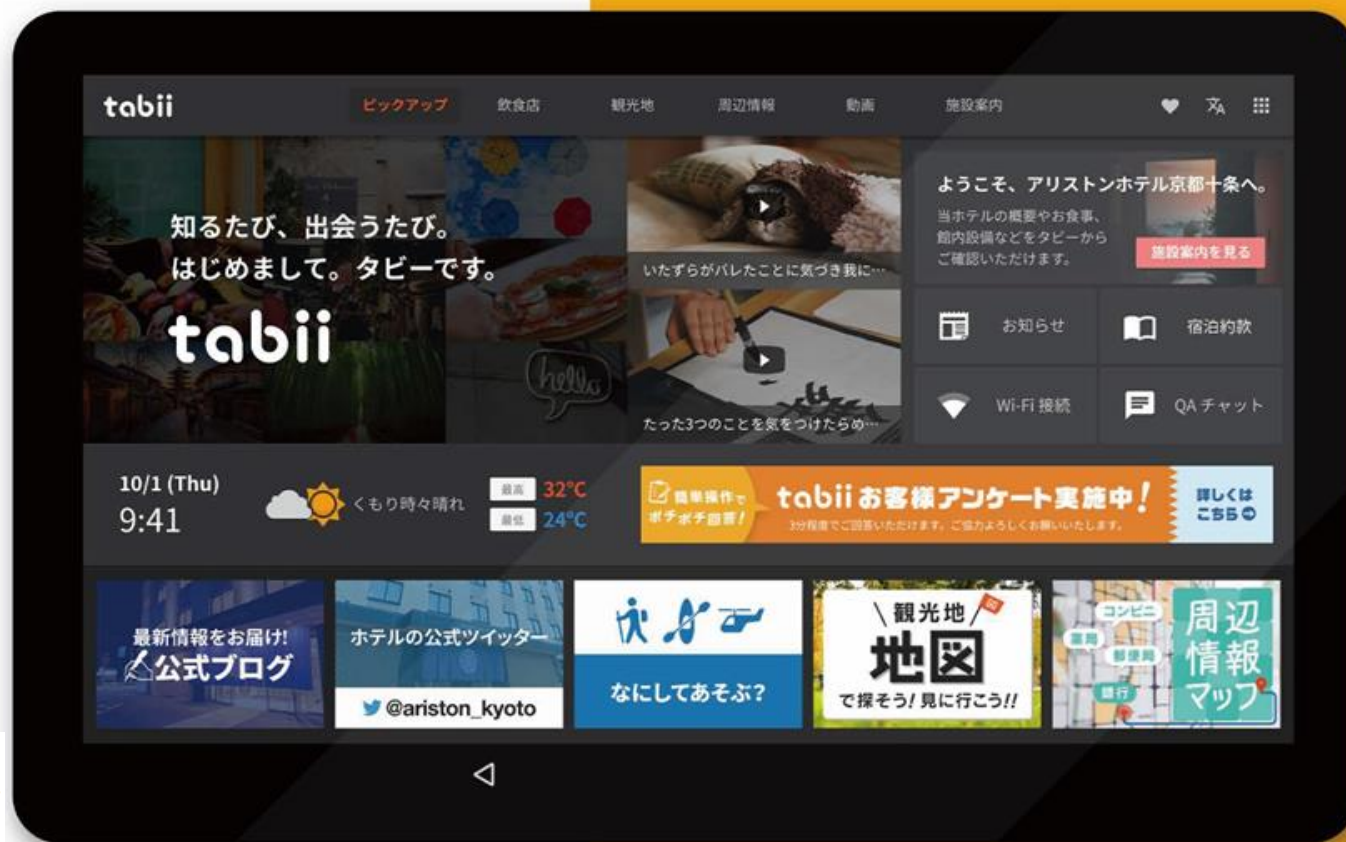 tabii
ピックアップ
飲食店
観光地
周辺情報
動画
施設案内
知るたび、出会うたび。
はじめまして。タビーです。
tabii
hello
いたずらがバレたことに気づき我に…
たった3つのことを気をつけたらめ…
ようこそ、アリストンホテル京都十条へ。
当ホテルの概要やお食事、
館内設備などをタビーから
ご確認いただけます。
施設案内を見る
お知らせ
宿泊約款
Wi-Fi 接続
QA チャット
10/1 (Thu)
9:41
くもり時々晴れ
最高 32°C
最低 24°C
簡単操作で
ポチポチ回答!
tabii お客様アンケート実施中!
3分程度でご回答いただけます。ご協力よろしくお願いいたします。
詳しくは
こちら
最新情報をお届け!
公式ブログ
ホテルの公式ツイッター
@ariston_kyoto
なにしてあそぶ?
\観光地/
地図
で探そう!見に行こう!!
コンビニ
薬局
郵便局
銀行
周辺
情報
マップ